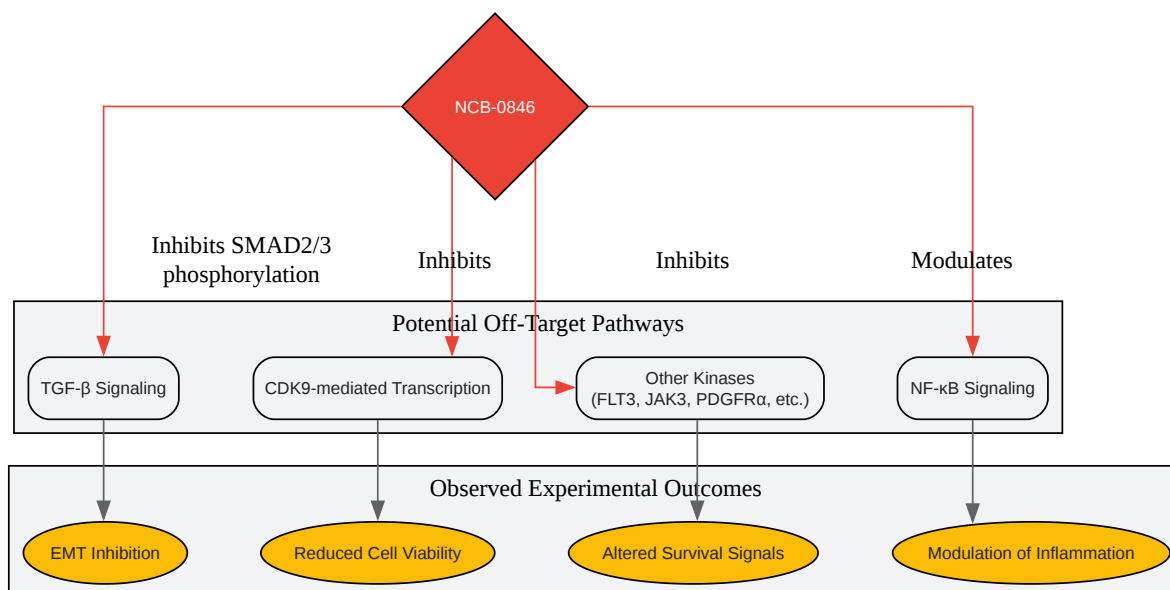 NCB-0846
Inhibits SMAD2/3
phosphorylation
Inhibits
Inhibits
Modulates
Potential Off-Target Pathways
TGF-β Signaling
CDK9-mediated Transcription
Other Kinases
(FLT3, JAK3, PDGFRα, etc.)
NF-κB Signaling
Observed Experimental Outcomes
EMT Inhibition
Reduced Cell Viability
Altered Survival Signals
Modulation of Inflammation